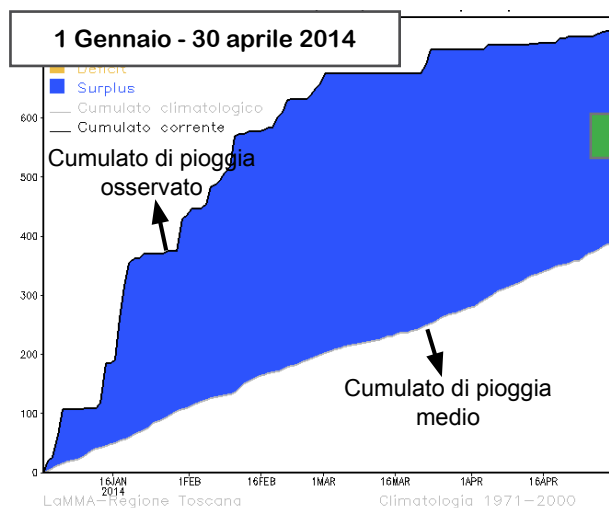 1 Gennaio - 30 aprile 2014
Deficit
Surplus
Cumulato climatologico
Cumulato corrente
Cumulato di pioggia
osservato
Cumulato di pioggia
medio
600
500
400
300
200
100
0
16JAN
2014
1FEB
16FEB
1MAR
16MAR
1APR
16APR
LaMMA-Regione Toscana
Climatologia 1971-2000